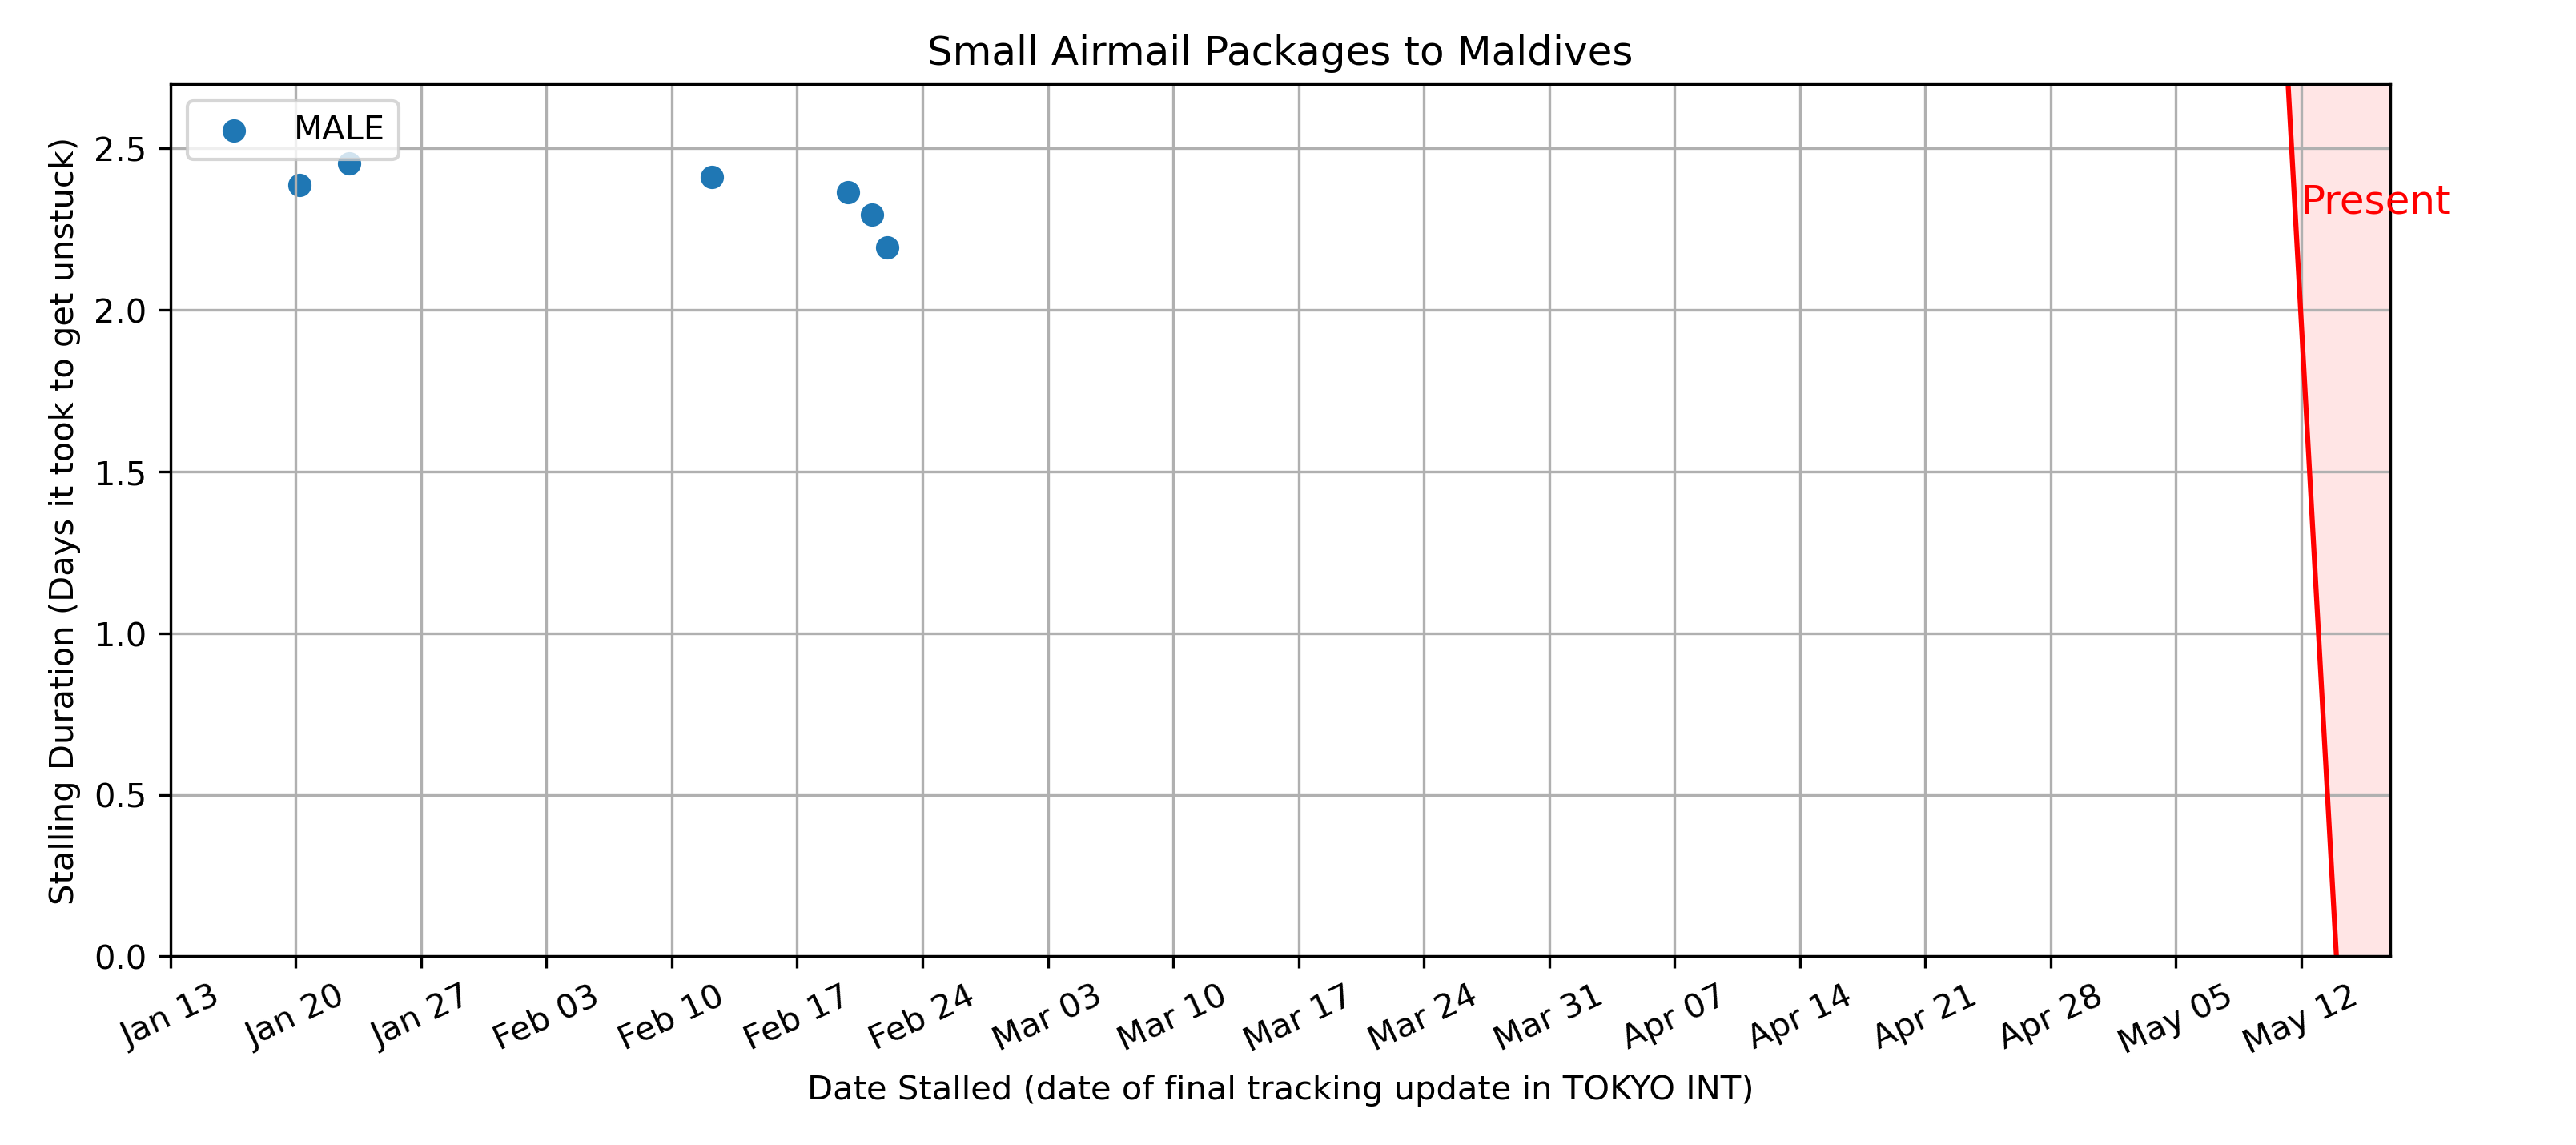 Small Airmail Packages to Maldives
MALE
Present
Stalling Duration (Days it took to get unstuck)
2.5
2.0
1.5
1.0
0.5
0.0
Jan 13
Jan 20
Jan 27
Feb 03
Feb 10
Feb 17
Feb 24
Mar 03
Mar 10
Mar 17
Mar 24
Mar 31
Apr 07
Apr 14
Apr 21
Apr 28
May 05
May 12
Date Stalled (date of final tracking update in TOKYO INT)